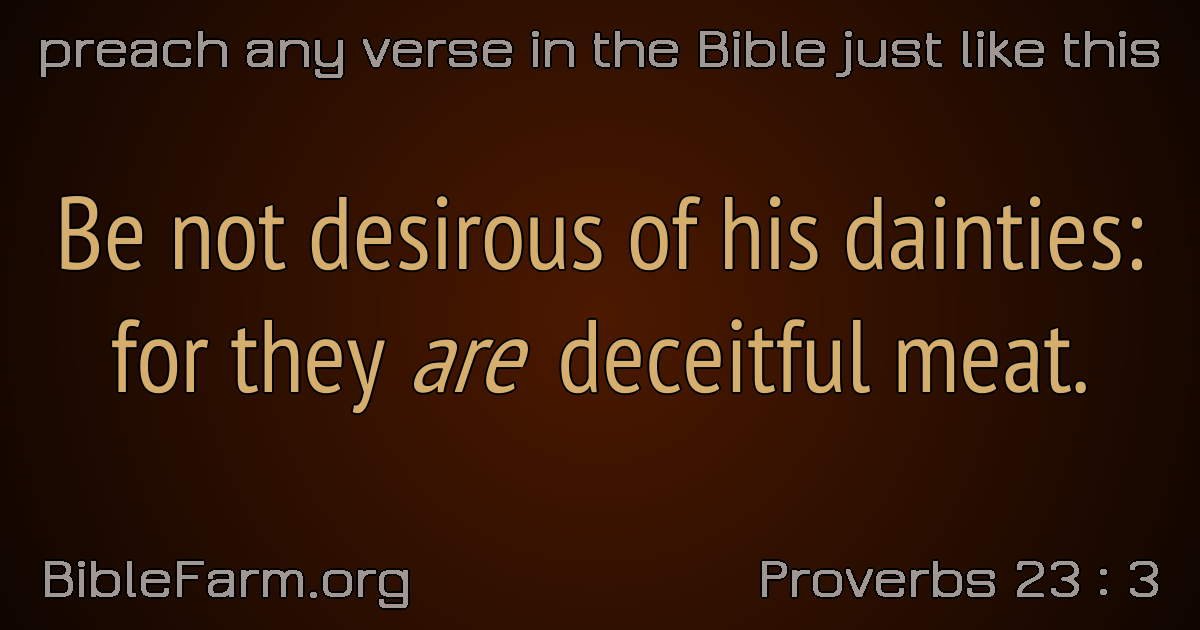 preach any verse in the Bible just like this
Be not desirous of his dainties:
for they are deceitful meat.
BibleFarm.org
Proverbs 23 : 3